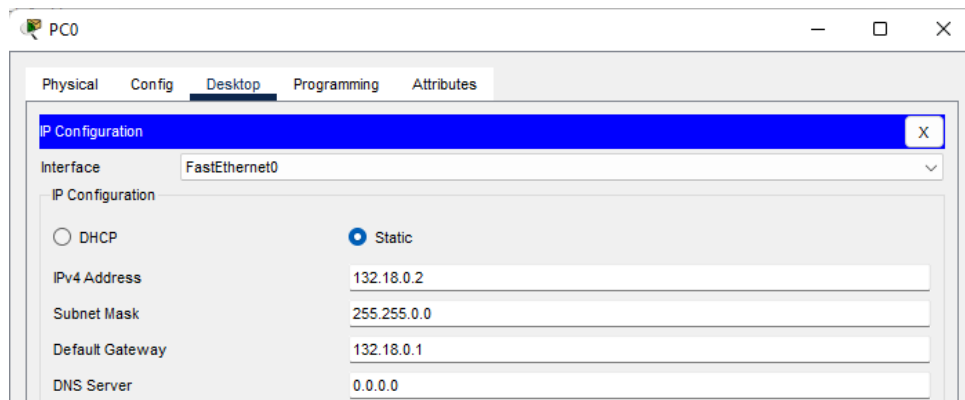 PC0
Physical Config Desktop Programming Attributes
IP Configuration X
Interface FastEthernet0
IP Configuration
DHCP Static
IPv4 Address 132.18.0.2
Subnet Mask 255.255.0.0
Default Gateway 132.18.0.1
DNS Server 0.0.0.0